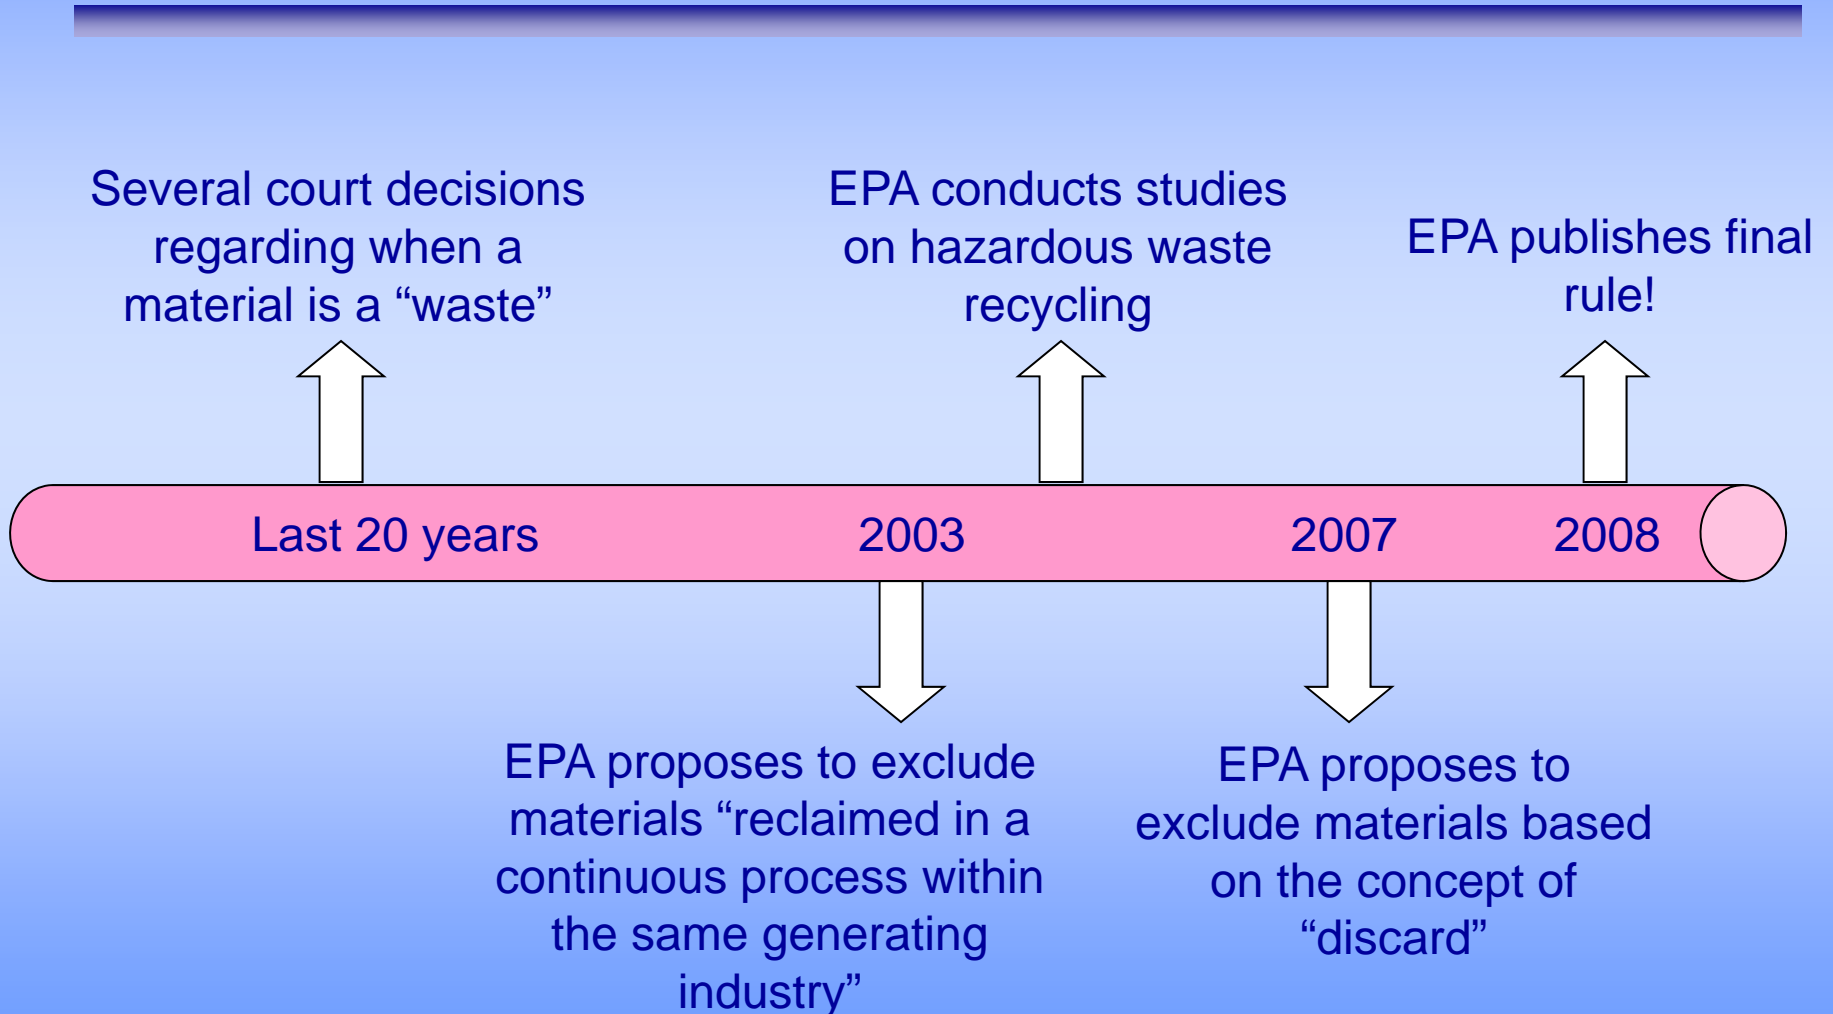 Several court decisions
regarding when a
material is a “waste”
EPA conducts studies
on hazardous waste
recycling
EPA publishes final
rule!
Last 20 years
2003
2007
2008
EPA proposes to exclude
materials “reclaimed in a
continuous process within
the same generating
industry”
EPA proposes to
exclude materials based
on the concept of
“discard”